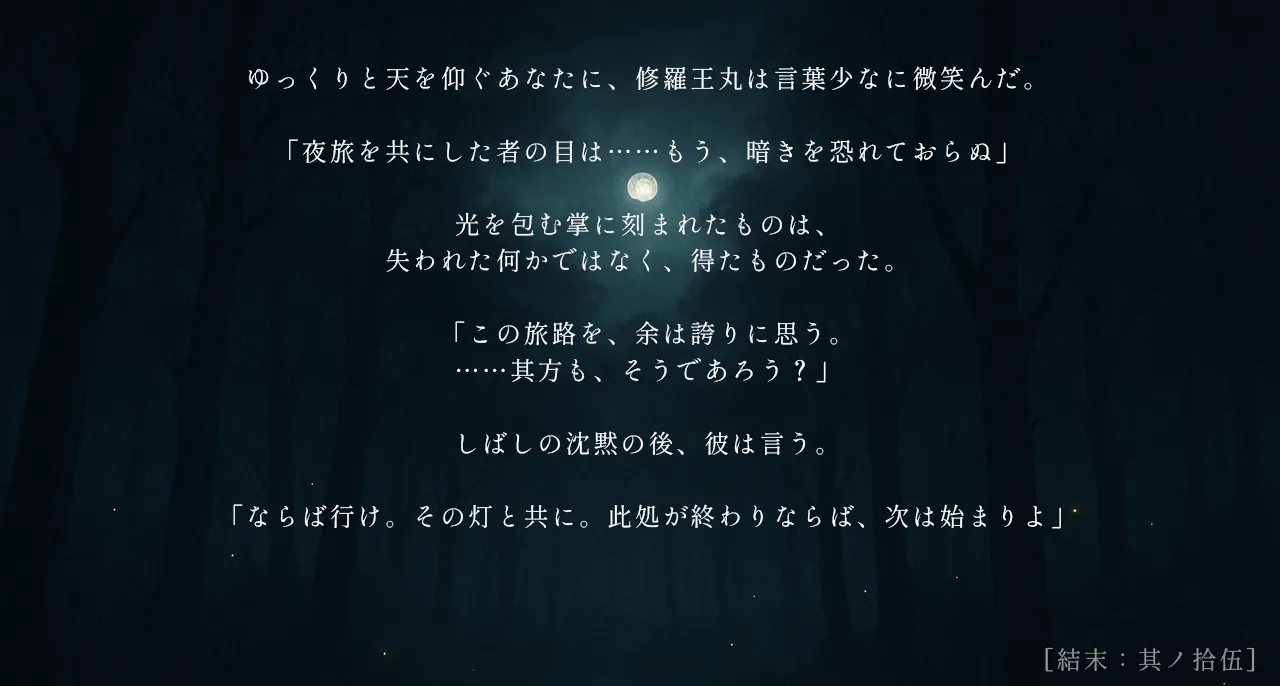 ゆっくりと天を仰ぐあなたに、修羅王丸は言葉少なに微笑んだ。
「夜旅を共にした者の目は……もう、暗きを恐れておらぬ」
光を包む掌に刻まれたものは、
失われた何かではなく、得たものだった。
「この旅路を、余は誇りに思う。
……其方も、そうであろう？」
しばしの沈黙の後、彼は言う。
「ならば行け。その灯と共に。此処が終わりならば、次は始まりよ」
[結末：其ノ拾伍]